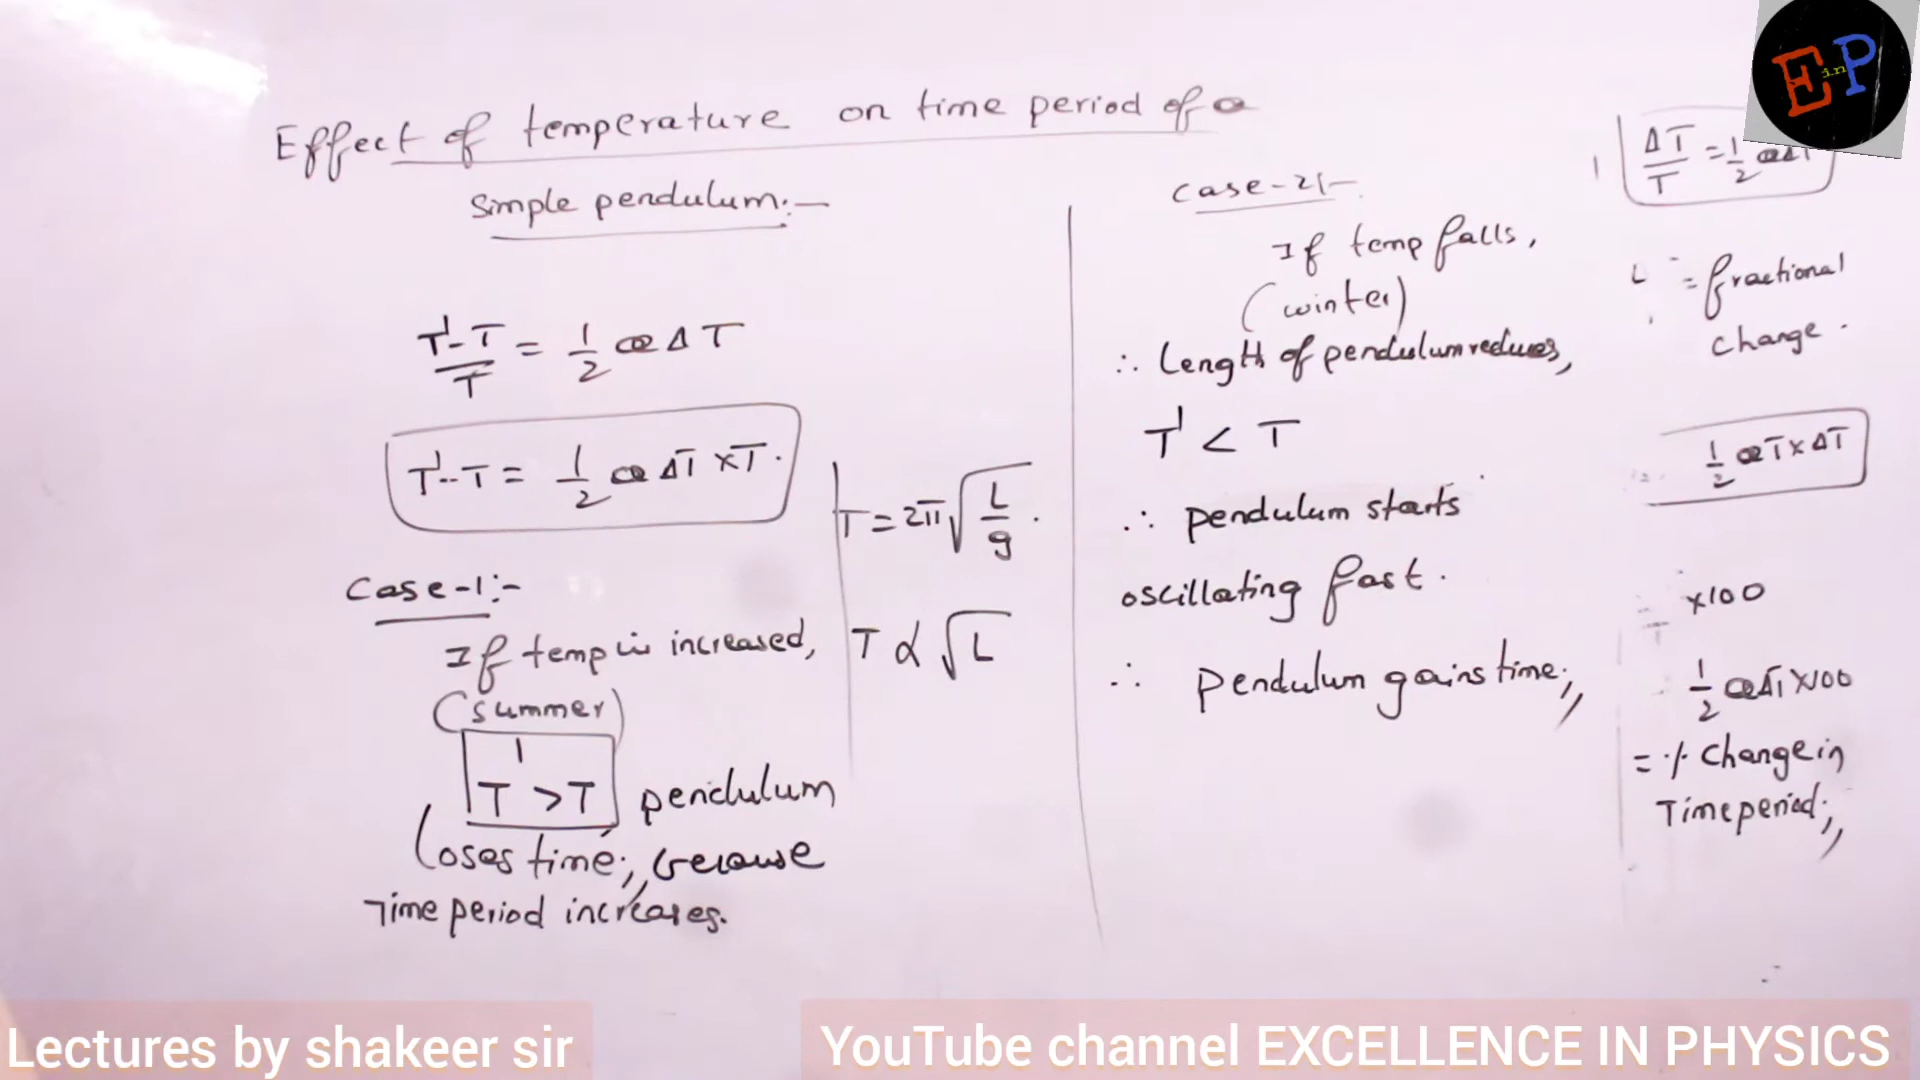 E in P
Effect of temperature on time period of a
simple pendulum:-
T'-T/T = 1/2 α Δ T
T'-T = 1/2 α ΔT × T.
T = 2π √(L/g) .
Case-1:-
If temp is increased,
T ∝ √L
(summer)
T' > T pendulum
loses time;, because
Time period increases.
case-2:-
If temp falls,
(winter)
∴ Length of pendulum reduces,
T' < T
∴ pendulum starts
oscillating fast.
∴ pendulum gains time;,
ΔT/T = 1/2 αΔT
= fractional
change.
1/2 αT×ΔT
×100
1/2 αΔT×100
= % Change in
Time period;,
Lectures by shakeer sir
YouTube channel EXCELLENCE IN PHYSICS